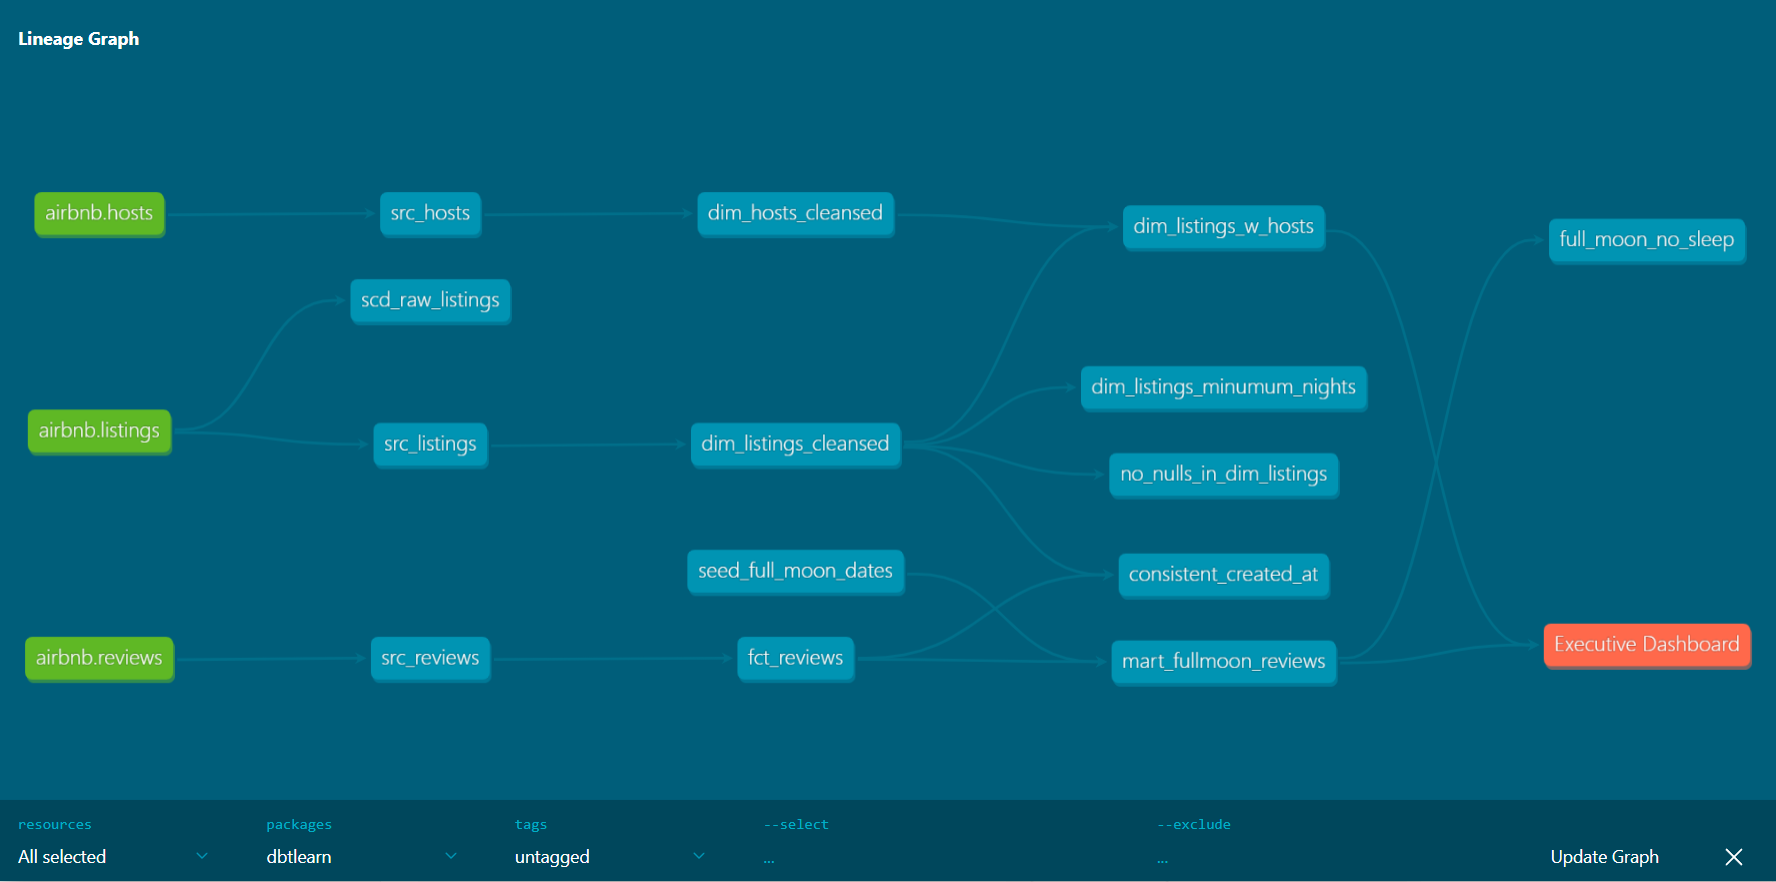 Lineage Graph
airbnb.hosts
src_hosts
dim_hosts_cleansed
dim_listings_w_hosts
full_moon_no_sleep
scd_raw_listings
dim_listings_minumum_nights
airbnb.listings
src_listings
dim_listings_cleansed
no_nulls_in_dim_listings
seed_full_moon_dates
consistent_created_at
Executive Dashboard
airbnb.reviews
src_reviews
fct_reviews
mart_fullmoon_reviews
resources
packages
tags
--select
--exclude
All selected
dbtlearn
untagged
...
...
Update Graph